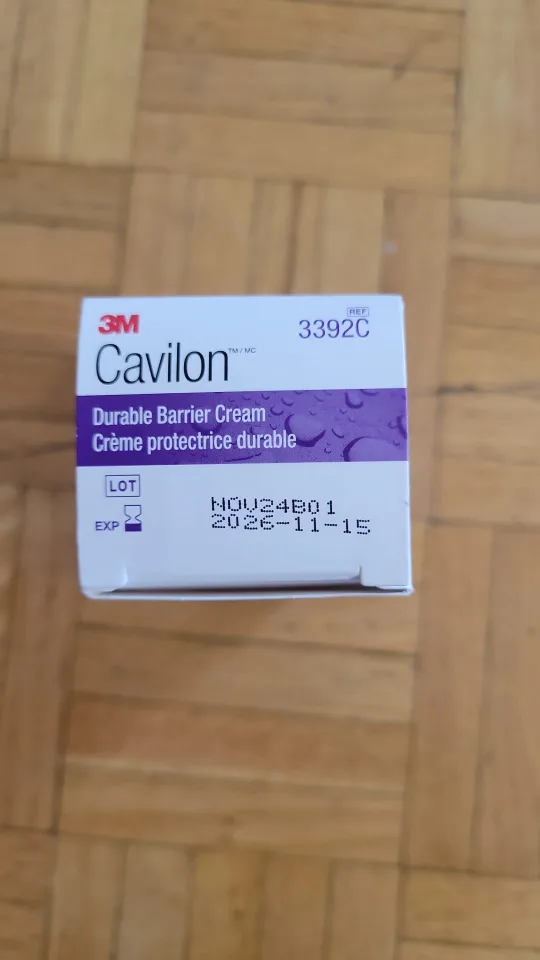 3M
REF
3392C
Cavilon™/MC
Durable Barrier Cream
Crème protectrice durable
LOT
NOV24B01
EXP
2026-11-15